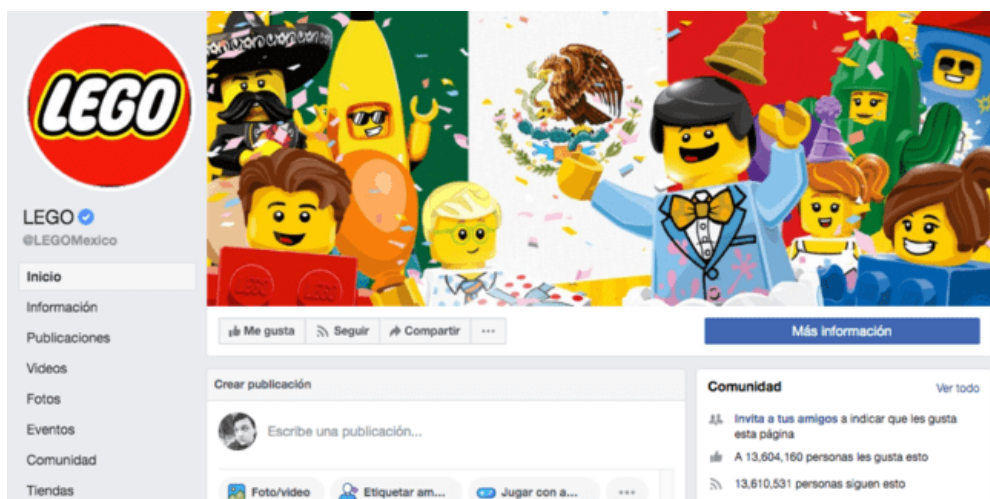 LEGO
LEGO
@LEGOMexico
Inicio
Información
Publicaciones
Videos
Fotos
Eventos
Comunidad
Tiendas
Me gusta
Seguir
Compartir
Más información
Crear publicación
Escribe una publicación...
Foto/video
Etiquetar am...
Jugar con a...
Comunidad
Ver todo
Invita a tus amigos a indicar que les gusta
esta página
A 13,604,160 personas les gusta esto
13,610,531 personas siguen esto